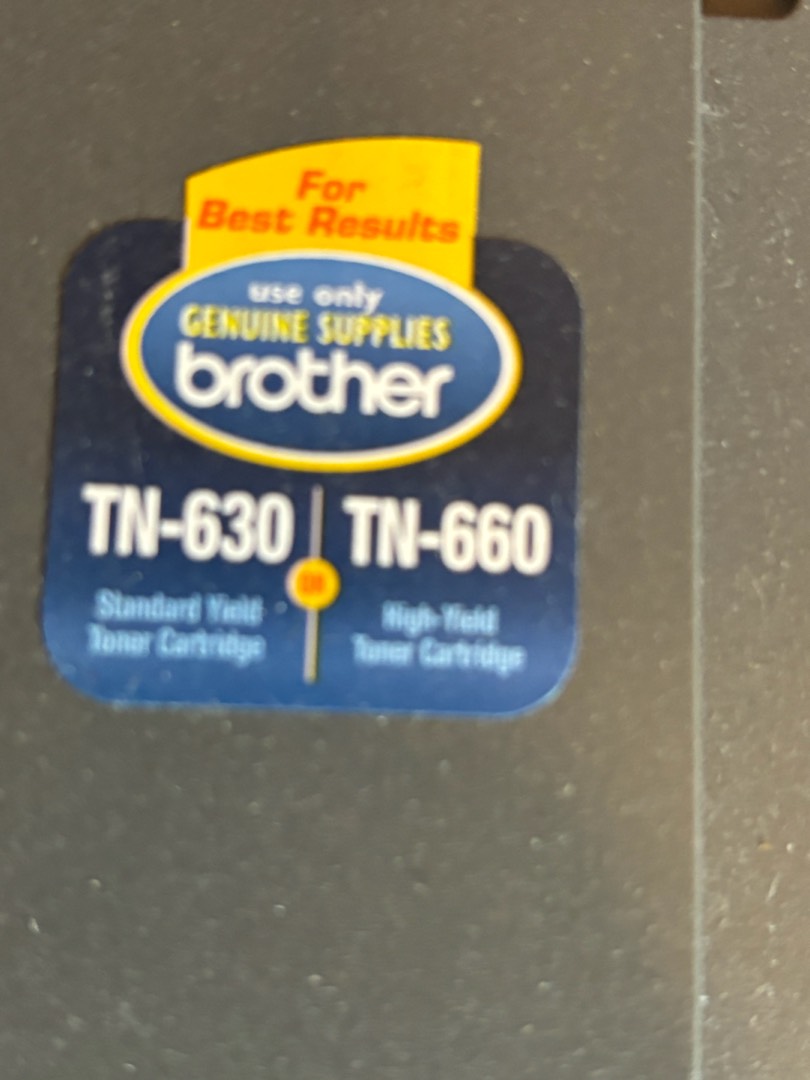 For
Best Results
use only
GENUINE SUPPLIES
brother
TN-630
OR
TN-660
Standard Yield
Toner Cartridge
High-Yield
Toner Cartridge